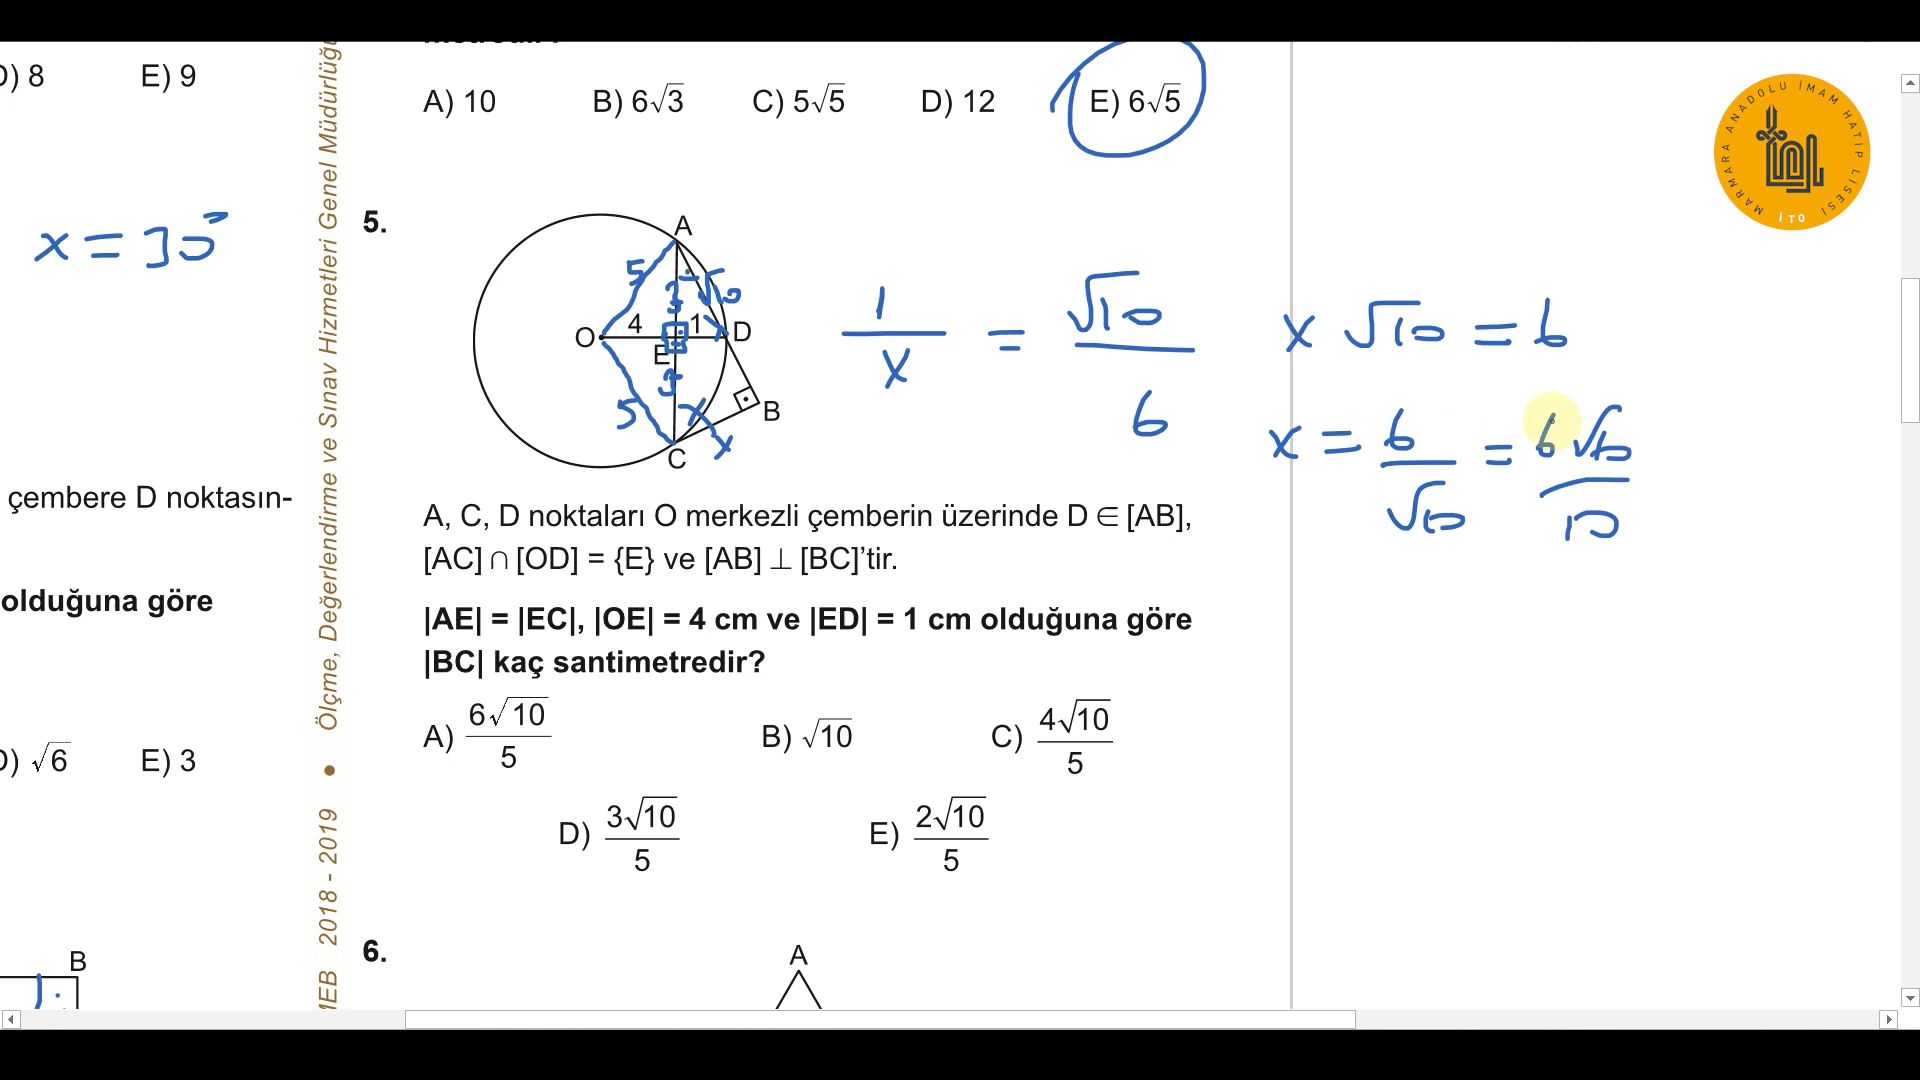 D) 8 E) 9
x = 30°
çembere D noktasın-
olduğuna göre
D) √6 E) 3
B
MEB 2018 - 2019 • Ölçme, Değerlendirme ve Sınav Hizmetleri Genel Müdürlüğü
A) 10 B) 6√3 C) 5√5 D) 12 E) 6√5
5.
A
5 3 √10
O 4 1 D
E
5 3 x B
C x
1/x = √10/6
x √10 = 6
x = 6/√10 = 6√10/10
A, C, D noktaları O merkezli çemberin üzerinde D ∈ [AB],
[AC] ∩ [OD] = {E} ve [AB] ⊥ [BC]’tir.
|AE| = |EC|, |OE| = 4 cm ve |ED| = 1 cm olduğuna göre
|BC| kaç santimetredir?
A) 6√10/5 B) √10 C) 4√10/5
D) 3√10/5 E) 2√10/5
6.
A
MARMARA ANADOLU İMAM HATİP LİSESİ
İTO